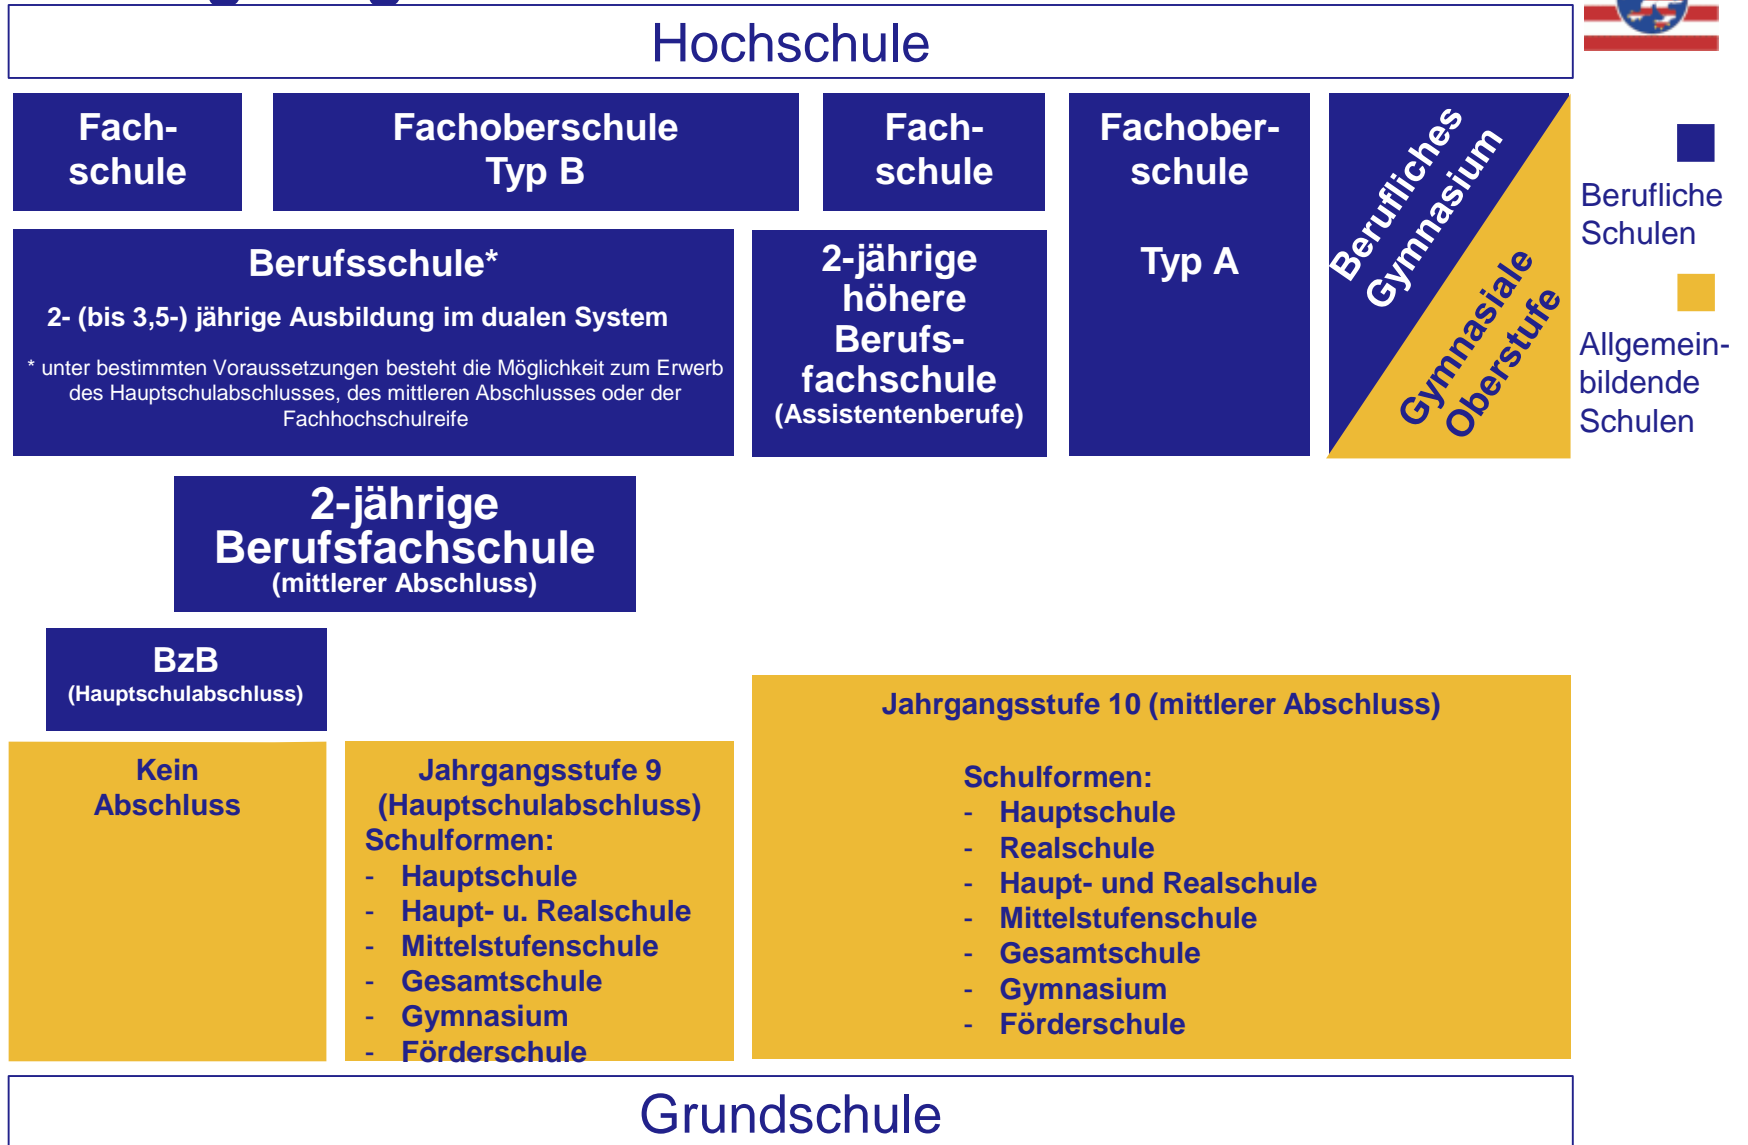 Hochschule
Fach-
schule
Fachoberschule
Typ B
Fach-
schule
Fachober-
schule
Typ A
Berufliches
Gymnasium
Gymnasiale
Oberstufe
Berufliche
Schulen
Allgemein-
bildende
Schulen
Berufsschule*
2- (bis 3,5-) jährige Ausbildung im dualen System
* unter bestimmten Voraussetzungen besteht die Möglichkeit zum Erwerb
des Hauptschulabschlusses, des mittleren Abschlusses oder der
Fachhochschulreife
2-jährige
höhere
Berufs-
fachschule
(Assistentenberufe)
2-jährige
Berufsfachschule
(mittlerer Abschluss)
BzB
(Hauptschulabschluss)
Kein
Abschluss
Jahrgangsstufe 9
(Hauptschulabschluss)
Schulformen:
- Hauptschule
- Haupt- u. Realschule
- Mittelstufenschule
- Gesamtschule
- Gymnasium
- Förderschule
Jahrgangsstufe 10 (mittlerer Abschluss)
Schulformen:
- Hauptschule
- Realschule
- Haupt- und Realschule
- Mittelstufenschule
- Gesamtschule
- Gymnasium
- Förderschule
Grundschule